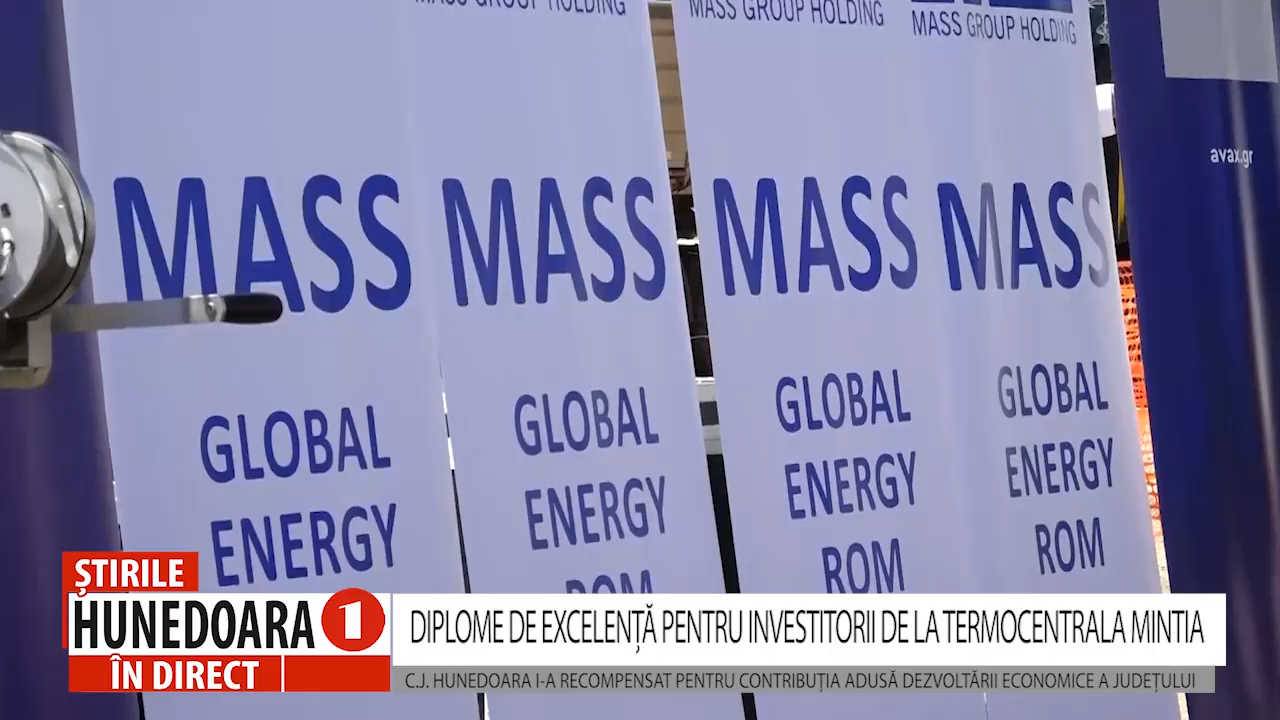 MASS GROUP HOLDING
MASS GROUP HOLDING
MASS GROUP HOLDING
avax.gr
MASS
MASS
MASS
MASS
GLOBAL
ENERGY
GLOBAL
ENERGY
ROM
GLOBAL
ENERGY
ROM
GLOBAL
ENERGY
ROM
ȘTIRILE
HUNEDOARA 1
ÎN DIRECT
DIPLOME DE EXCELENȚĂ PENTRU INVESTITORII DE LA TERMOCENTRALA MINTIA
C.J. HUNEDOARA I-A RECOMPENSAT PENTRU CONTRIBUȚIA ADUSĂ DEZVOLTĂRII ECONOMICE A JUDEȚULUI